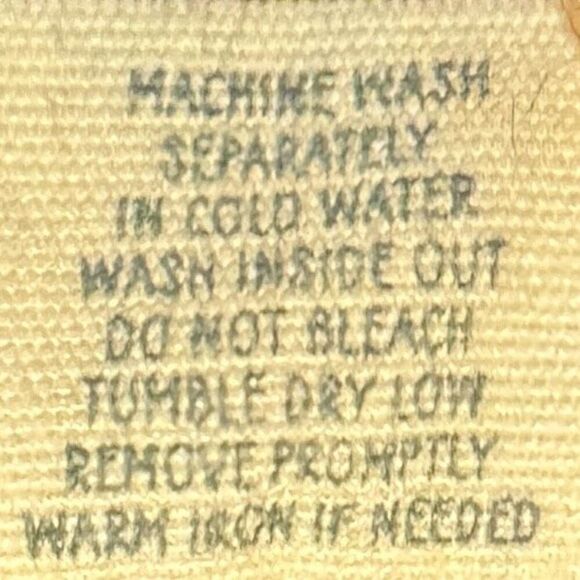 MACHINE WASH
SEPARATELY
IN COLD WATER
WASH INSIDE OUT
DO NOT BLEACH
TUMBLE DRY LOW
REMOVE PROMPTLY
WARM IRON IF NEEDED